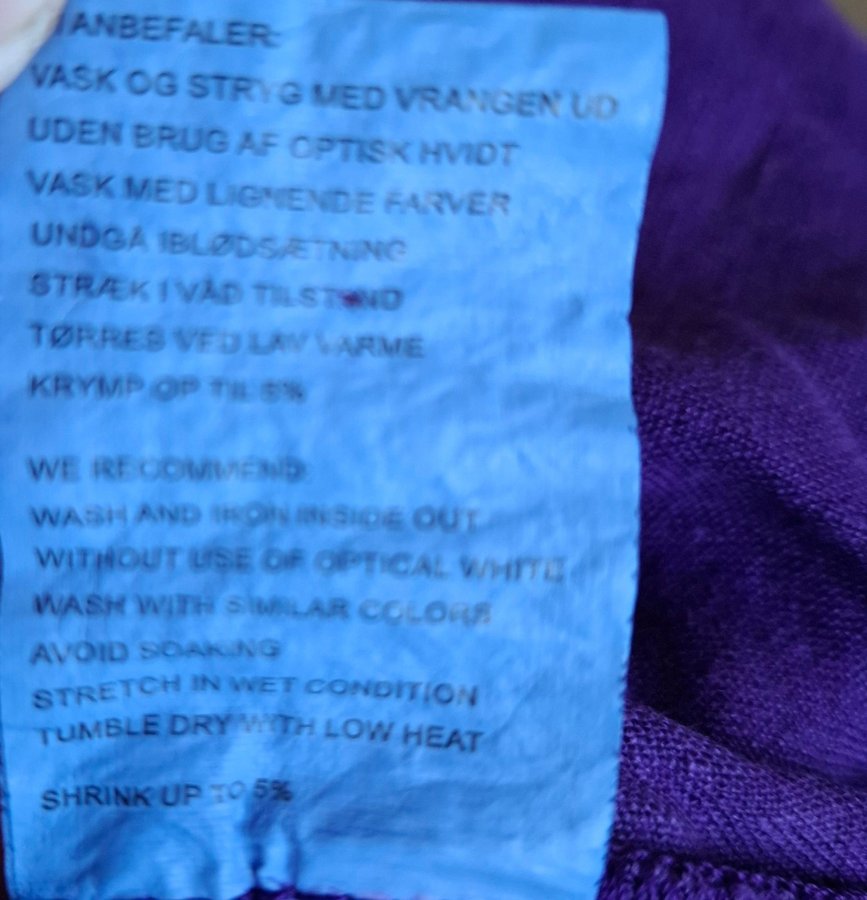 ANBEFALER:
VASK OG STRYG MED VRANGEN UD
UDEN BRUG AF OPTISK HVIDT
VASK MED LIGNENDE FARVER
UNDGÅ IBLØDSÆTNING
STRÆK I VÅD TILSTAND
TØRRES VED LAV VARME
KRYMP OP TIL 5%
WE RECOMMEND:
WASH AND IRON INSIDE OUT
WITHOUT USE OF OPTICAL WHITE
WASH WITH SIMILAR COLORS
AVOID SOAKING
STRETCH IN WET CONDITION
TUMBLE DRY WITH LOW HEAT
SHRINK UP TO 5%